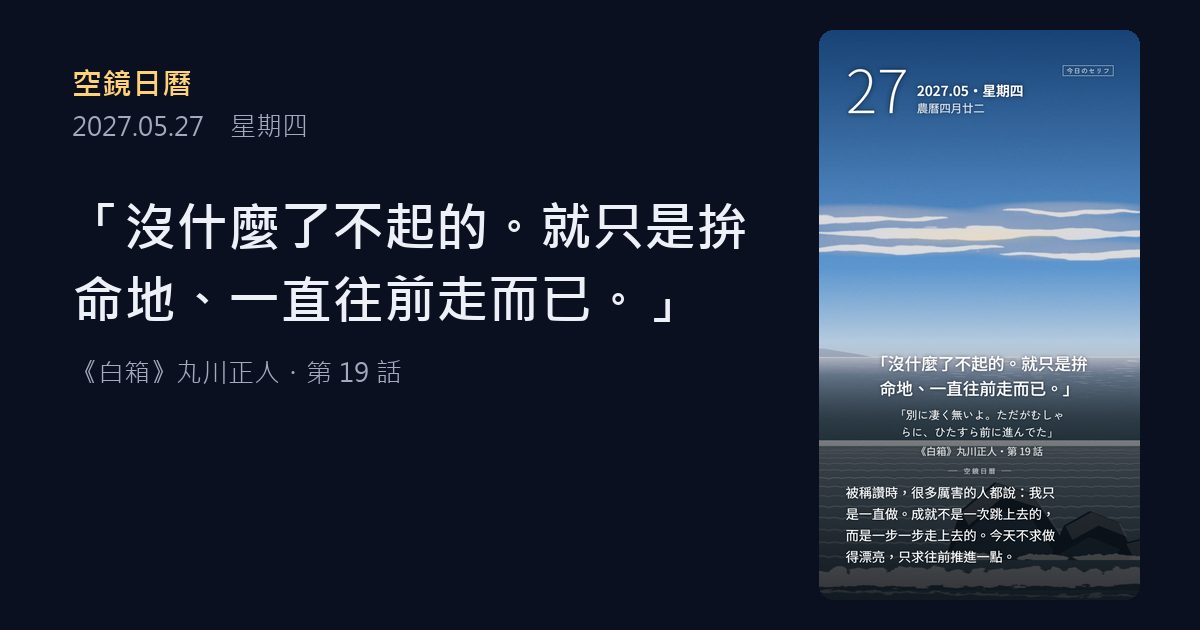 空鏡日曆
2027.05.27　星期四
「沒什麼了不起的。就只是拚
命地、一直往前走而已。」
《白箱》丸川正人・第 19 話
27
2027.05・星期四
農曆四月廿二
今日のセリフ
「沒什麼了不起的。就只是拚
命地、一直往前走而已。」
「別に凄く無いよ。ただがむしゃ
らに、ひたすら前に進んでた」
《白箱》丸川正人・第 19 話
— 空鏡日曆 —
被稱讚時，很多厲害的人都說：我只
是一直做。成就不是一次跳上去的，
而是一步一步走上去的。今天不求做
得漂亮，只求往前推進一點。